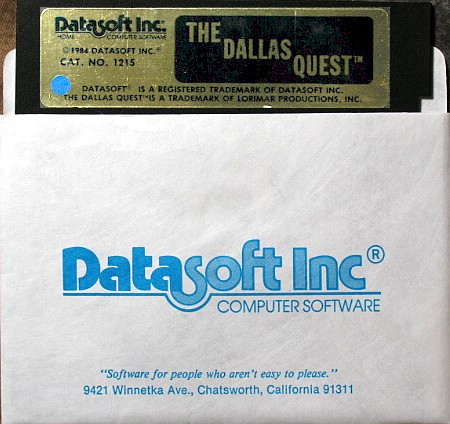 Datasoft Inc.
HOME COMPUTER SOFTWARE
© 1984 DATASOFT INC.®
CAT. NO. 1215
THE
DALLAS
QUEST™
DATASOFT® IS A REGISTERED TRADEMARK OF DATASOFT INC.
THE DALLAS QUEST™IS A TRADEMARK OF LORIMAR PRODUCTIONS, INC.
Datasoft Inc®
COMPUTER SOFTWARE
"Software for people who aren't easy to please."
9421 Winnetka Ave., Chatsworth, California 91311